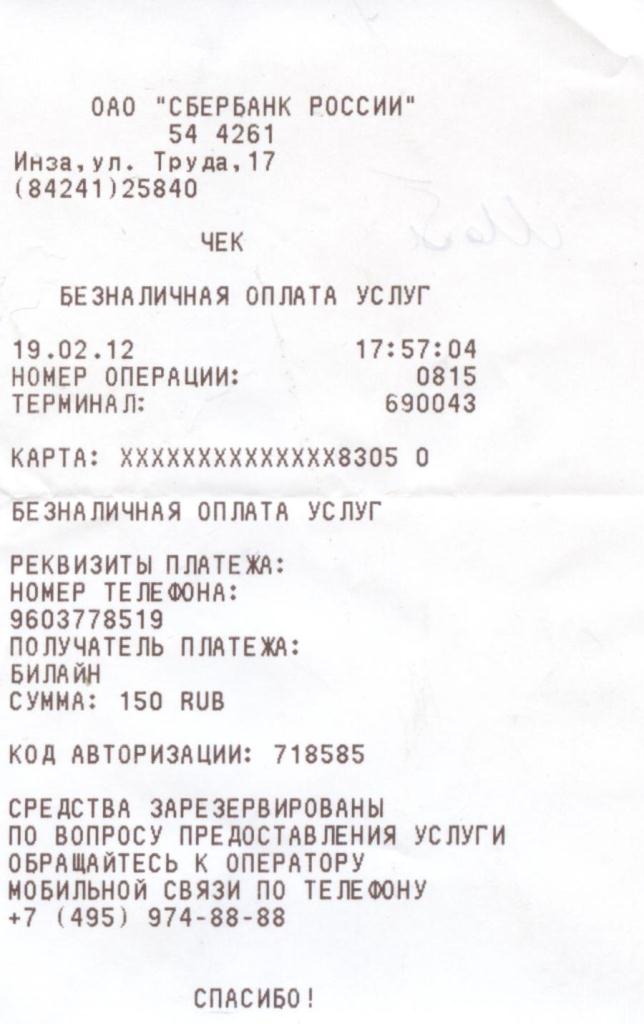 ОАО "СБЕРБАНК РОССИИ"
54 4261
Инза,ул. Труда,17
(84241)25840
ЧЕК
БЕЗНАЛИЧНАЯ ОПЛАТА УСЛУГ
19.02.12 17:57:04
НОМЕР ОПЕРАЦИИ: 0815
ТЕРМИНАЛ: 690043
КАРТА: XXXXXXXXXXXXXX8305 0
БЕЗНАЛИЧНАЯ ОПЛАТА УСЛУГ
РЕКВИЗИТЫ ПЛАТЕЖА:
НОМЕР ТЕЛЕФОНА:
9603778519
ПОЛУЧАТЕЛЬ ПЛАТЕЖА:
БИЛАЙН
СУММА: 150 RUB
КОД АВТОРИЗАЦИИ: 718585
СРЕДСТВА ЗАРЕЗЕРВИРОВАНЫ
ПО ВОПРОСУ ПРЕДОСТАВЛЕНИЯ УСЛУГИ
ОБРАЩАЙТЕСЬ К ОПЕРАТОРУ
МОБИЛЬНОЙ СВЯЗИ ПО ТЕЛЕФОНУ
+7 (495) 974-88-88
СПАСИБО!